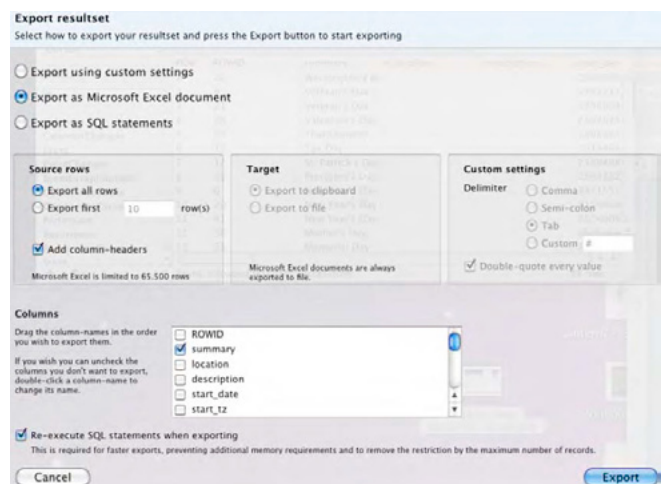 Export resultset
Select how to export your resultset and press the Export button to start exporting
Export using custom settings
Export as Microsoft Excel document
Export as SQL statements
Source rows
Export all rows
Export first 10 row(s)
Add column-headers
Microsoft Excel is limited to 65.500 rows
Target
Export to clipboard
Export to file
Microsoft Excel documents are always
exported to file.
Custom settings
Delimiter Comma
Semi-colon
Tab
Custom #
Double-quote every value
Columns
Drag the column-names in the order
you wish to export them.
If you wish you can uncheck the
columns you don't want to export,
double-click a column-name to
change its name.
ROWID
summary
location
description
start_date
start_tz
Re-execute SQL statements when exporting
This is required for faster exports, preventing additional memory requirements and to remove the restriction by the maximum number of records.
Cancel
Export